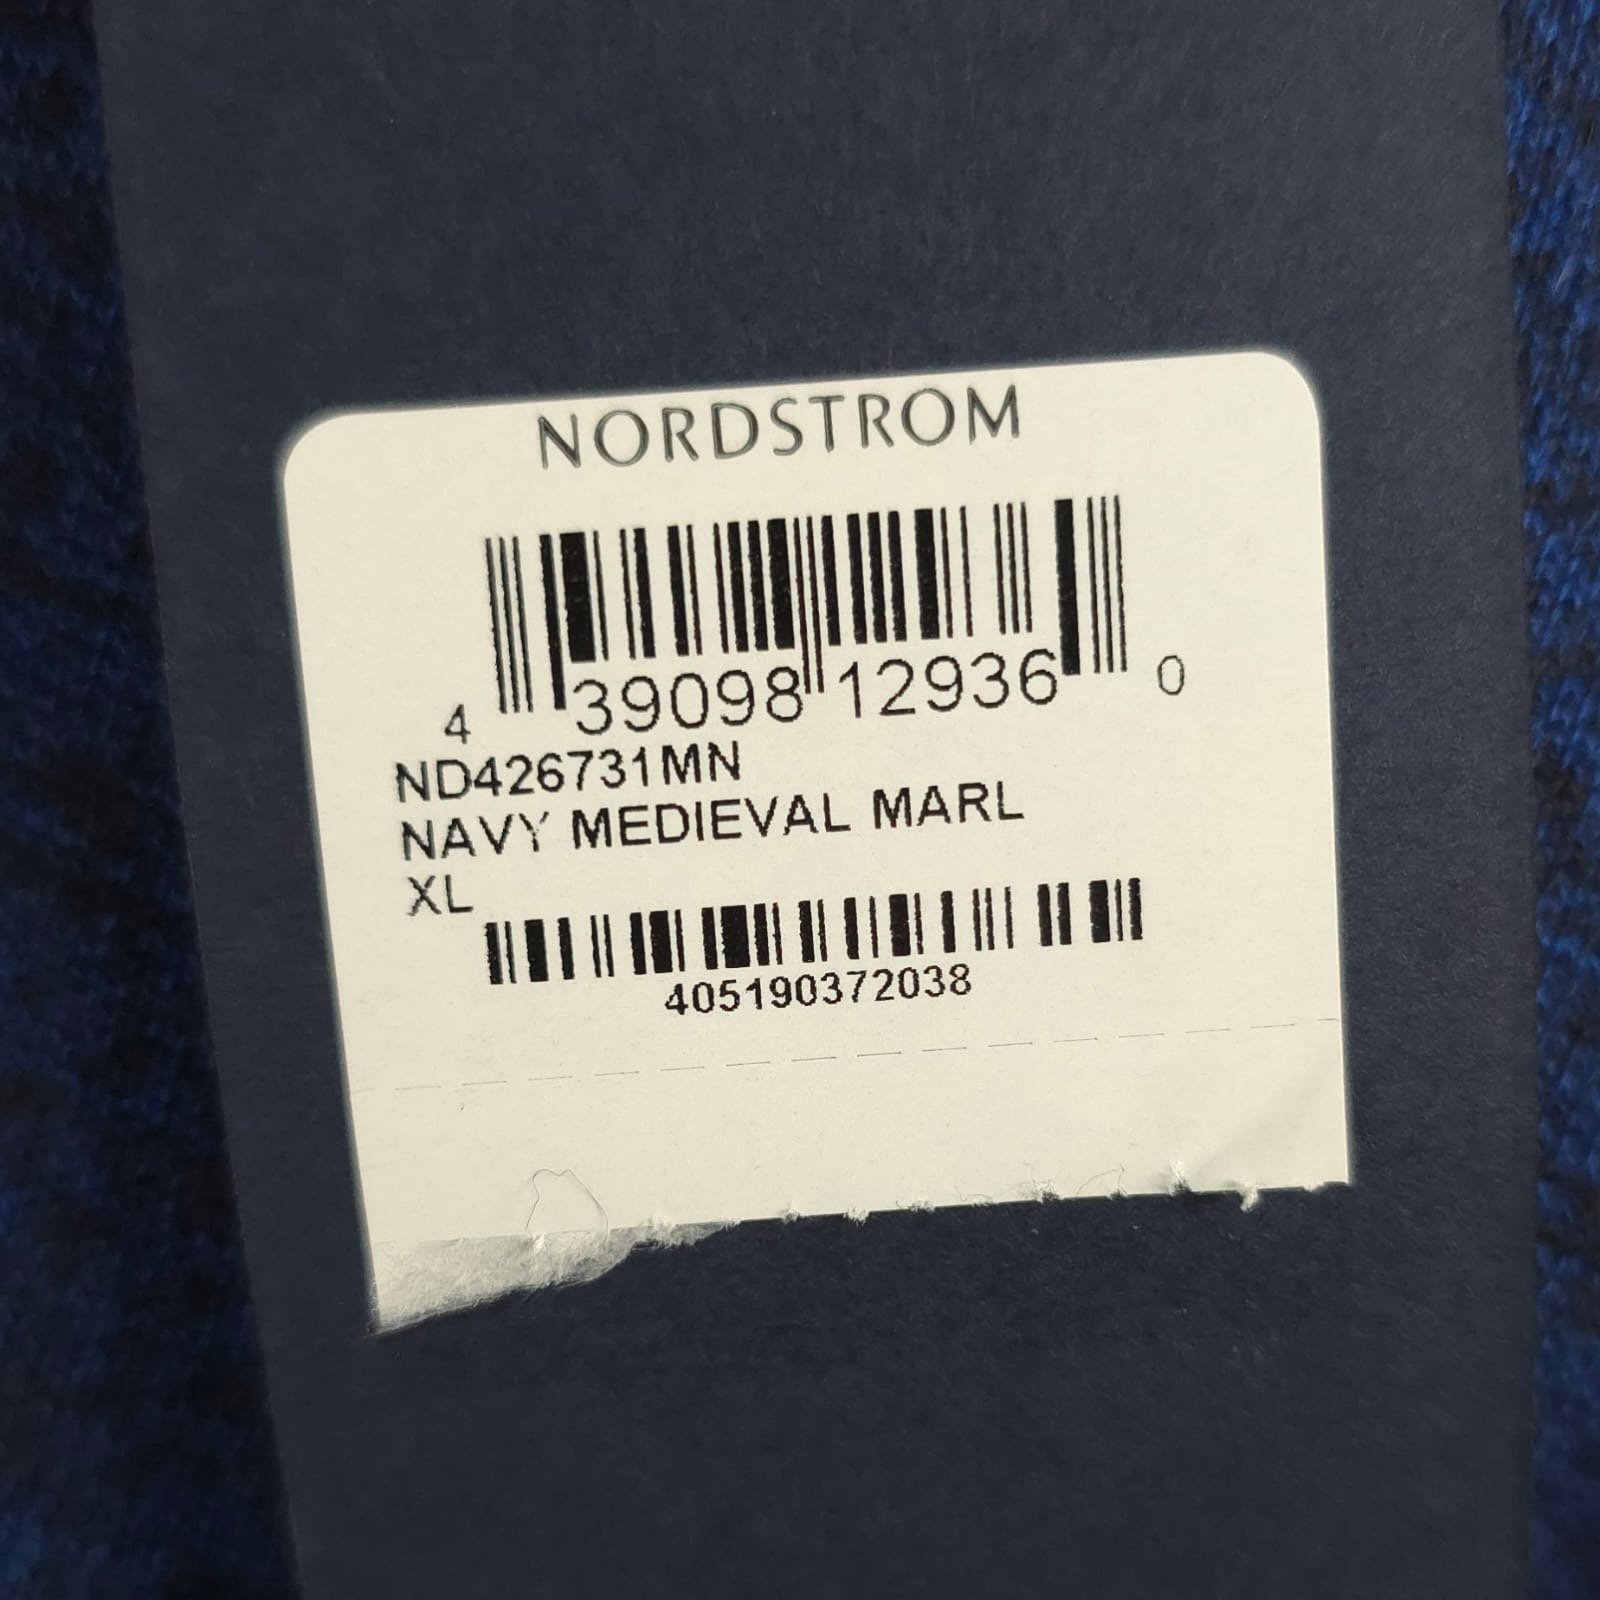 NORDSTROM
4 39098 12936 0
ND426731MN
NAVY MEDIEVAL MARL
XL
405190372038